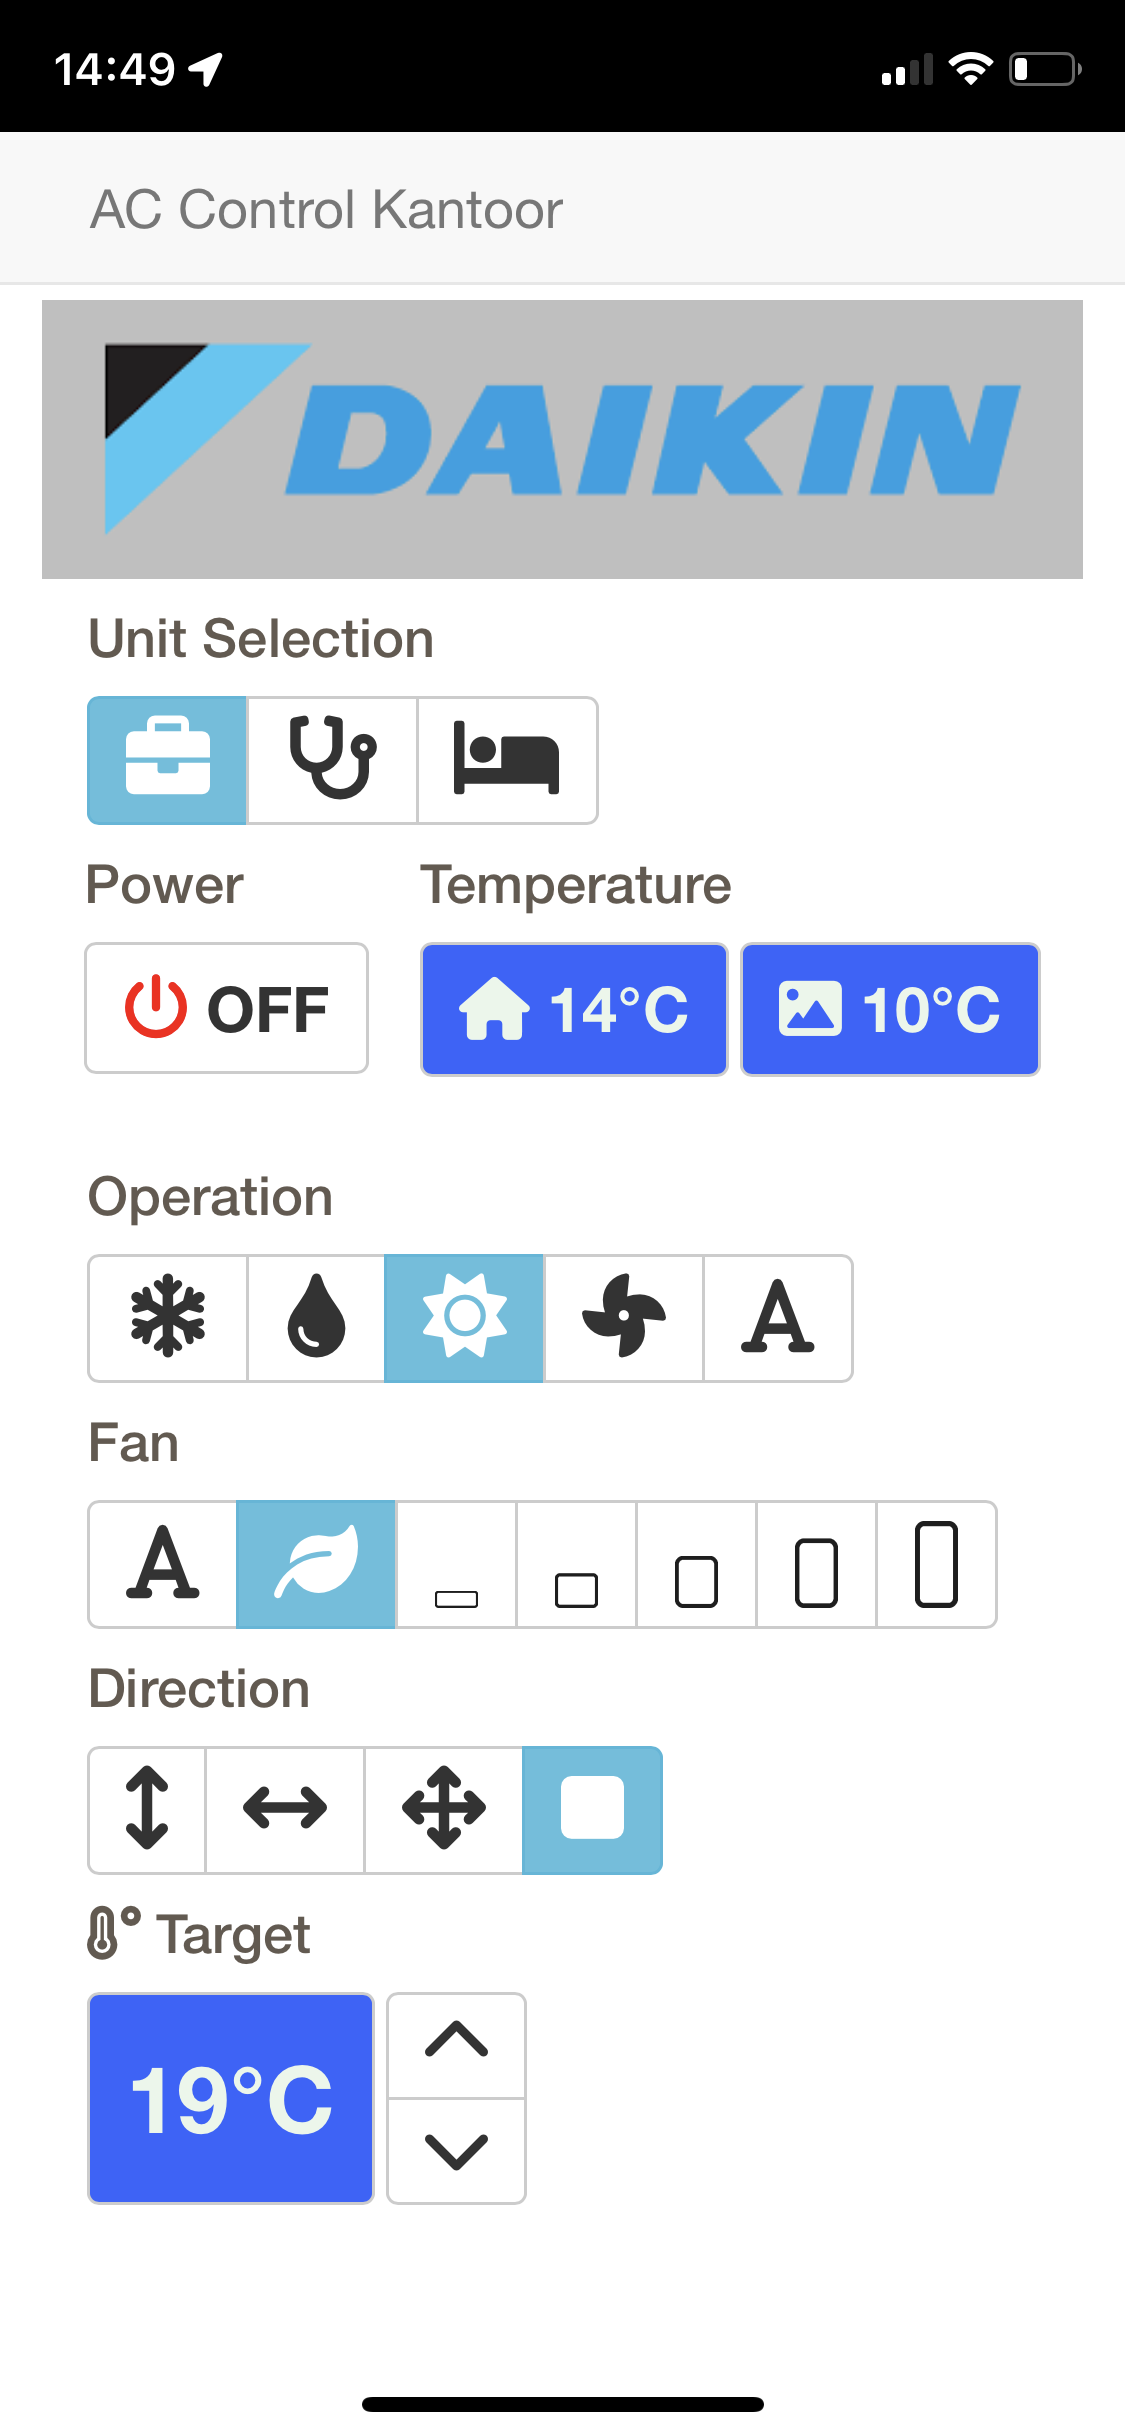 14:49
AC Control Kantoor
DAIKIN
Unit Selection
Power Temperature
OFF 14°C 10°C
Operation
A
Fan
A
Direction
Target
19°C